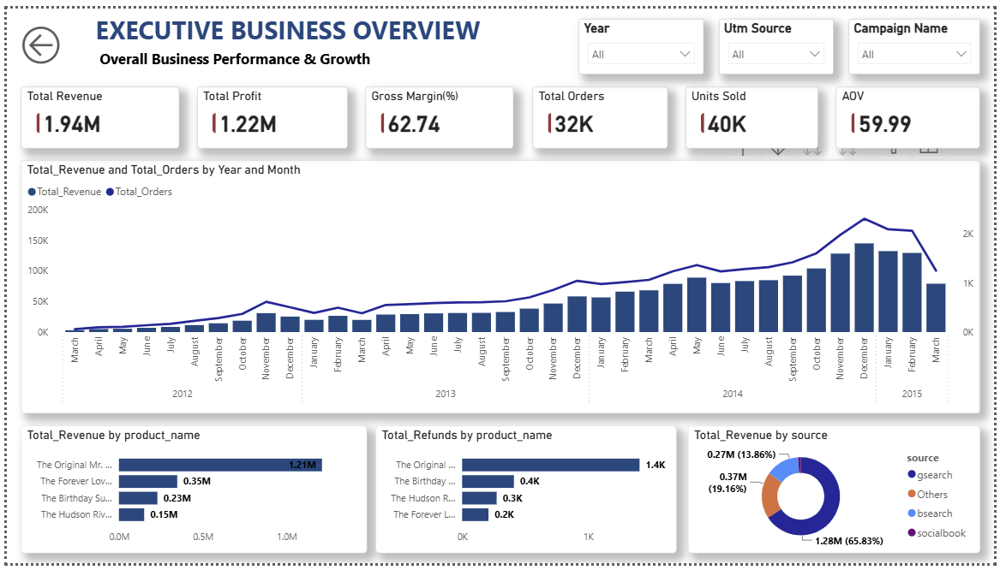 EXECUTIVE BUSINESS OVERVIEW
Overall Business Performance & Growth
Year
All
Utm Source
All
Campaign Name
All
Total Revenue
1.94M
Total Profit
1.22M
Gross Margin(%)
62.74
Total Orders
32K
Units Sold
40K
AOV
59.99
Total_Revenue and Total_Orders by Year and Month
Total_Revenue Total_Orders
200K
150K
100K
50K
0K
2K
1K
0K
March April May June July August September October November December January February March April May June July August September October November December January February March April May June July August September October November December January February March
2012 2013 2014 2015
Total_Revenue by product_name
The Original Mr. ... 1.21M
The Forever Lov... 0.35M
The Birthday Su... 0.23M
The Hudson Riv... 0.15M
0.0M 0.5M 1.0M
Total_Refunds by product_name
The Original ... 1.4K
The Birthday ... 0.4K
The Hudson R... 0.3K
The Forever L... 0.2K
0K 1K
Total_Revenue by source
0.27M (13.86%)
0.37M
(19.16%)
1.28M (65.83%)
source
gsearch
Others
bsearch
socialbook